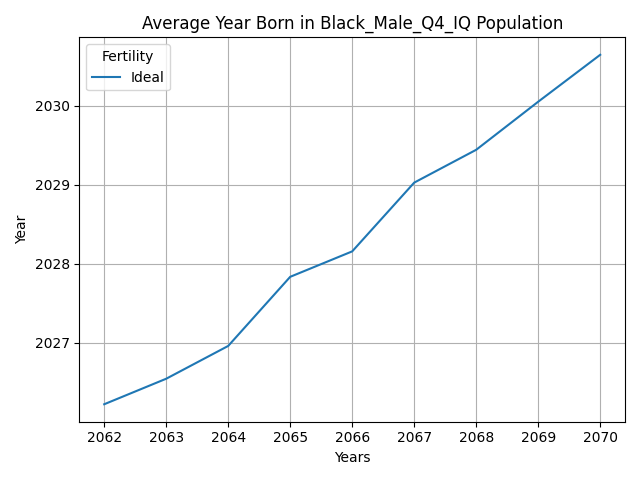 Average Year Born in Black_Male_Q4_IQ Population
Fertility
Ideal
2030
2029
2028
2027
Year
2062 2063 2064 2065 2066 2067 2068 2069 2070
Years